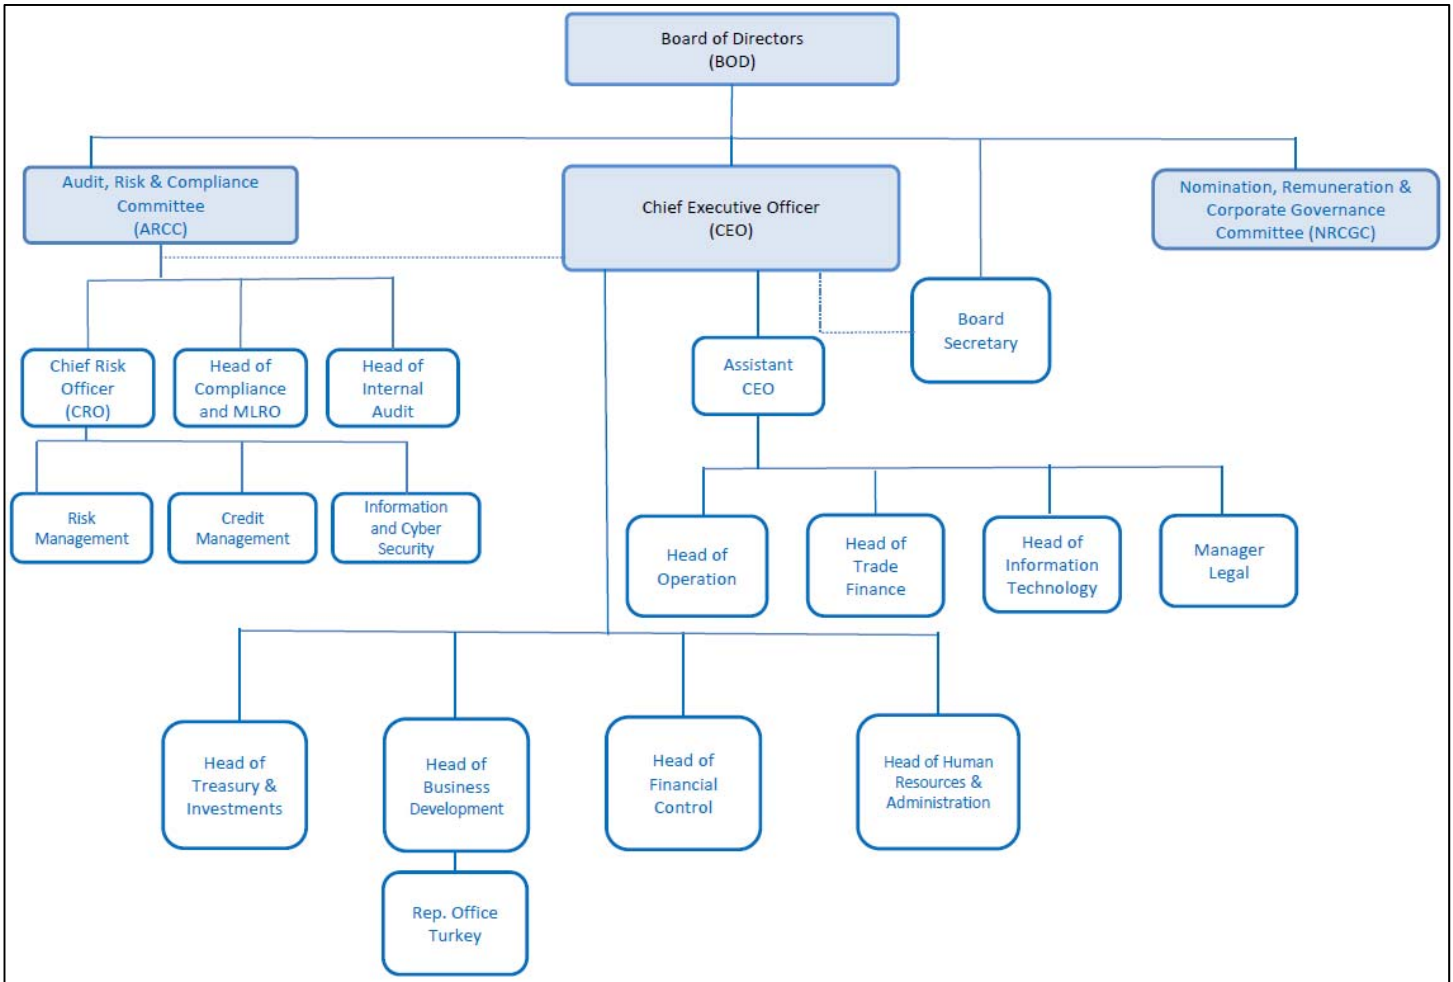 Board of Directors
(BOD)
Audit, Risk & Compliance
Committee
(ARCC)
Chief Executive Officer
(CEO)
Nomination, Remuneration &
Corporate Governance
Committee (NRCGC)
Board
Secretary
Chief Risk
Officer
(CRO)
Head of
Compliance
and MLRO
Head of
Internal
Audit
Assistant
CEO
Risk
Management
Credit
Management
Information
and Cyber
Security
Head of
Operation
Head of
Trade
Finance
Head of
Information
Technology
Manager
Legal
Head of
Treasury &
Investments
Head of
Business
Development
Head of
Financial
Control
Head of Human
Resources &
Administration
Rep. Office
Turkey